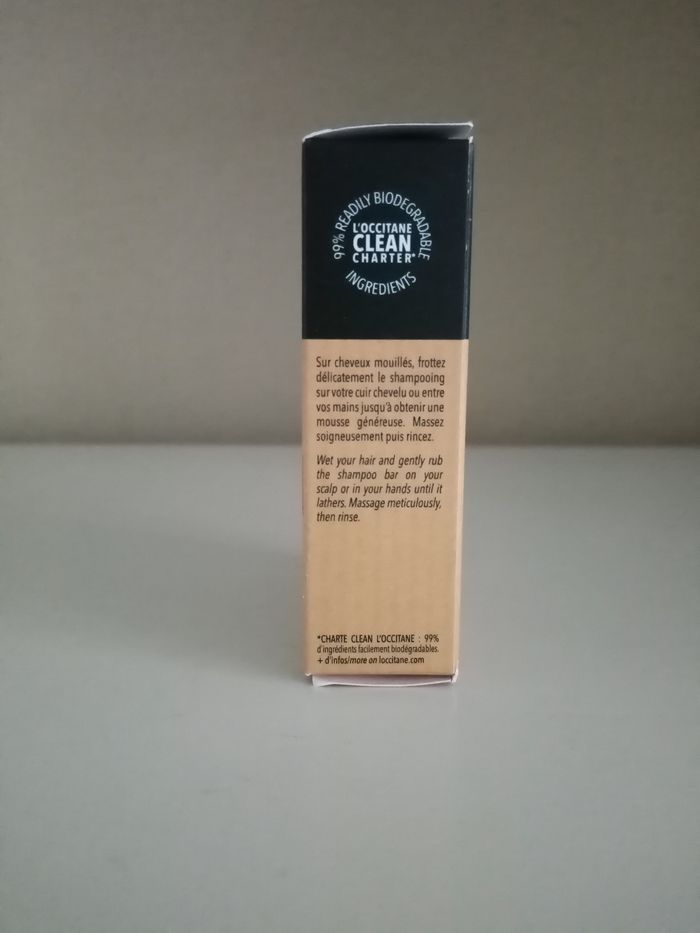 99% READILY BIODEGRADABLE
L'OCCITANE
CLEAN
CHARTER*
INGREDIENTS
Sur cheveux mouillés, frottez
délicatement le shampooing
sur votre cuir chevelu ou entre
vos mains jusqu'à obtenir une
mousse généreuse. Massez
soigneusement puis rincez.
Wet your hair and gently rub
the shampoo bar on your
scalp or in your hands until it
lathers. Massage meticulously,
then rinse.
*CHARTE CLEAN L'OCCITANE : 99%
d'ingrédients facilement biodégradables.
+ d'infos/more on loccitane.com